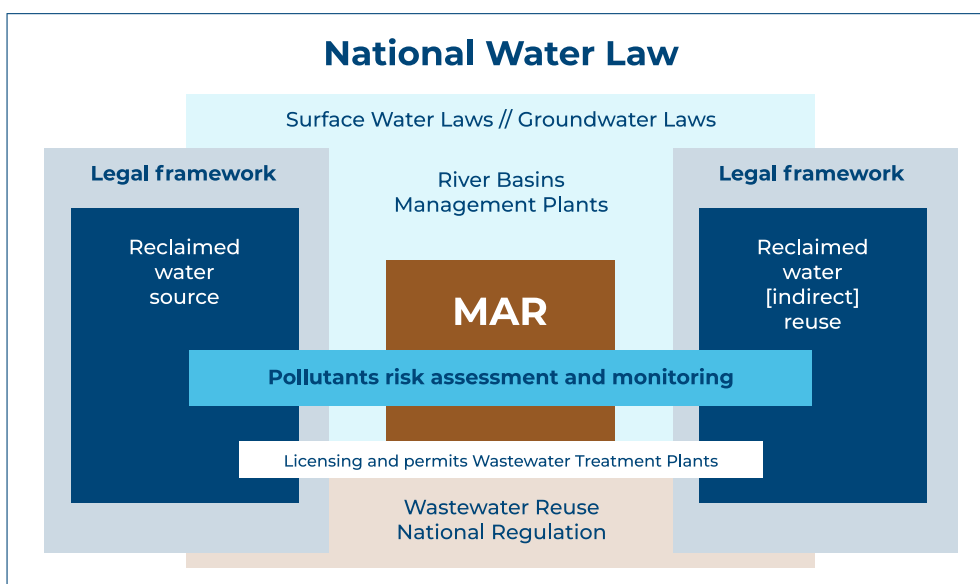 National Water Law
Surface Water Laws // Groundwater Laws
Legal framework
Reclaimed
water
source
River Basins
Management Plants
MAR
Legal framework
Reclaimed
water
[indirect]
reuse
Pollutants risk assessment and monitoring
Licensing and permits Wastewater Treatment Plants
Wastewater Reuse
National Regulation